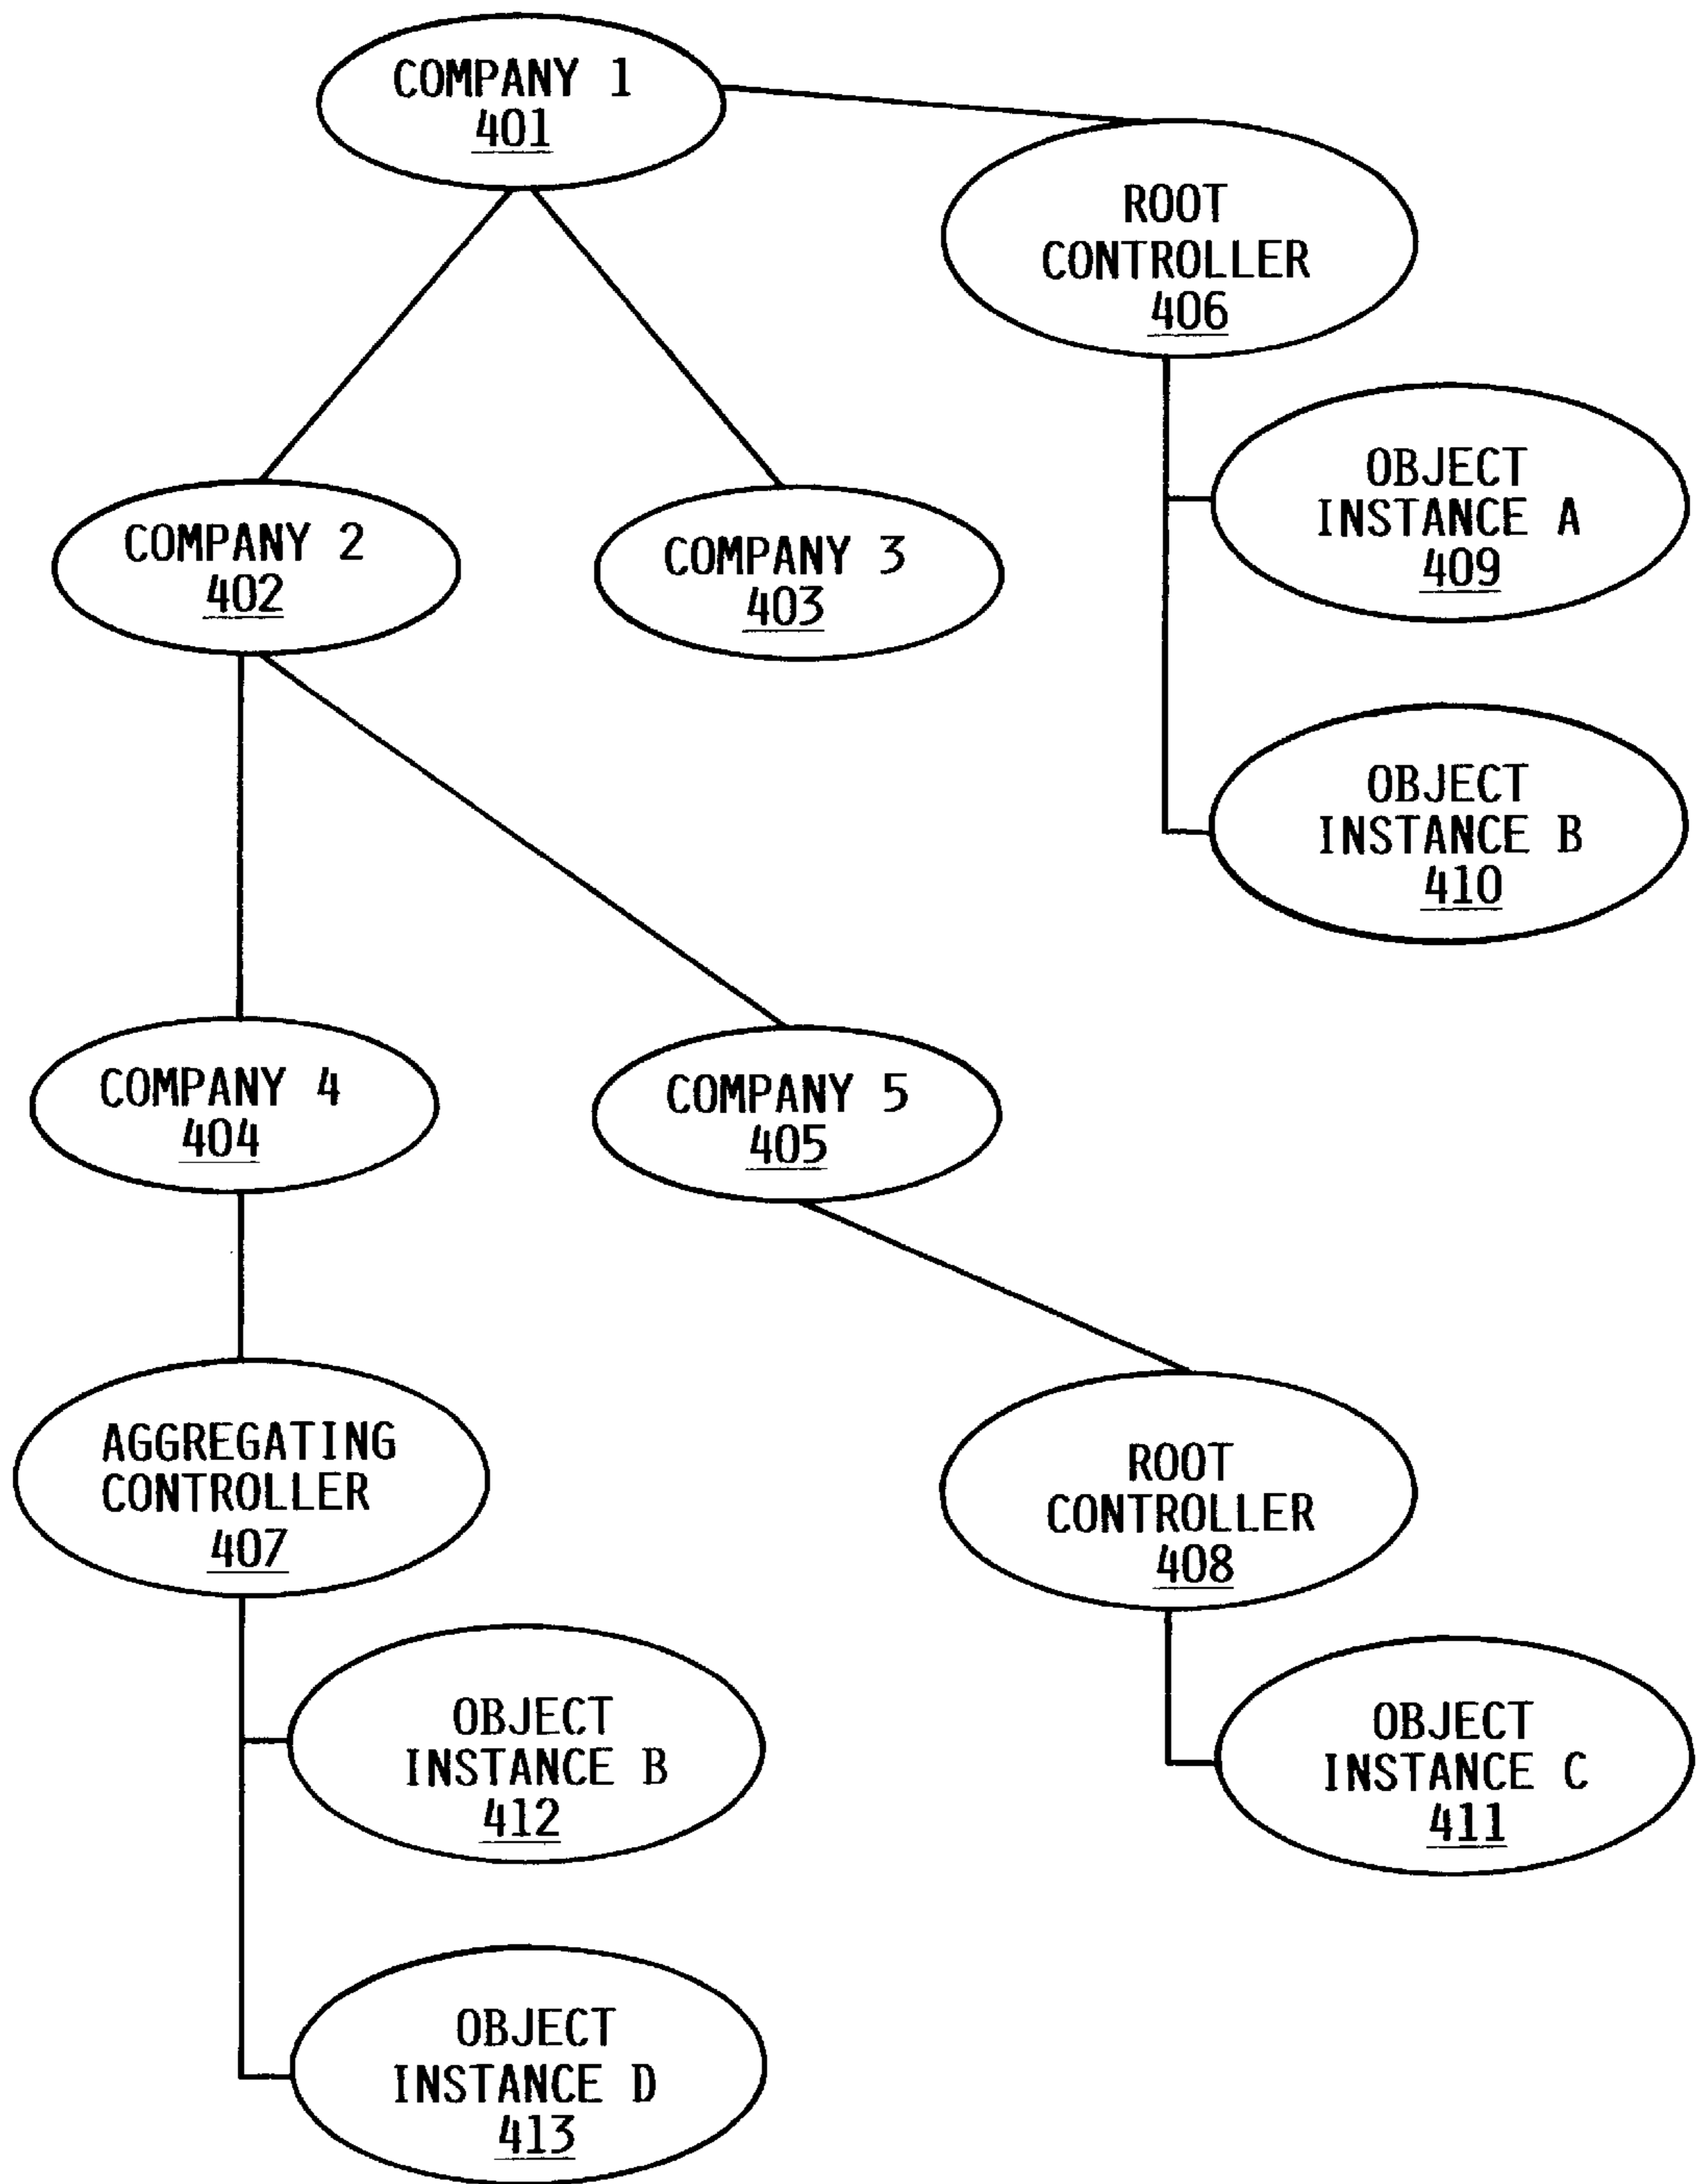 COMPANY 1
401
ROOT
CONTROLLER
406
OBJECT
INSTANCE A
409
COMPANY 2
402
COMPANY 3
403
OBJECT
INSTANCE B
410
COMPANY 4
404
COMPANY 5
405
AGGREGATING
CONTROLLER
407
ROOT
CONTROLLER
408
OBJECT
INSTANCE B
412
OBJECT
INSTANCE C
411
OBJECT
INSTANCE D
413